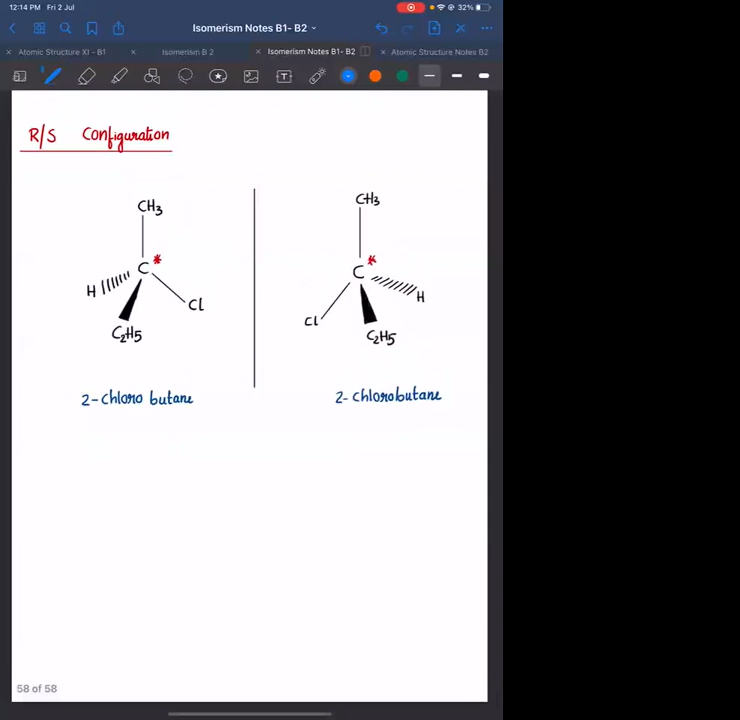 12:14 PM Fri 2 Jul
32%
Isomerism Notes B1- B2
Atomic Structure XI - B1
Isomerism B 2
Isomerism Notes B1- B2
Atomic Structure Notes B2
R/S Configuration
CH3
CH3
C*
C*
H
Cl
Cl
H
C2H5
C2H5
2-Chloro butane
2-Chlorobutane
58 of 58